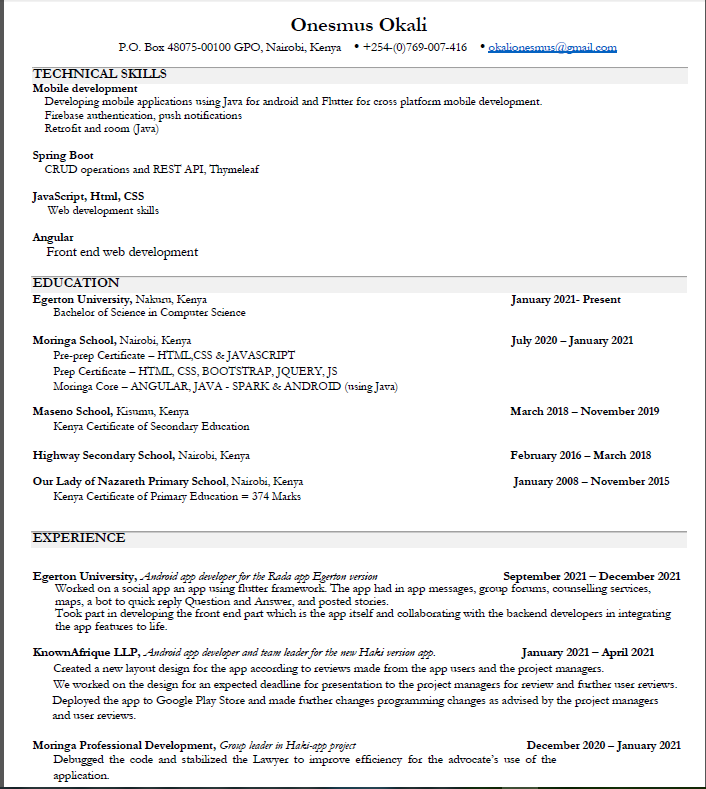 Onesmus Okali
P.O. Box 48075-00100 GPO, Nairobi, Kenya • +254-(0)769-007-416 • okalionesmus@gmail.com
TECHNICAL SKILLS
Mobile development
Developing mobile applications using Java for android and Flutter for cross platform mobile development.
Firebase authentication, push notifications
Retrofit and room (Java)
Spring Boot
CRUD operations and REST API, Thymeleaf
JavaScript, Html, CSS
Web development skills
Angular
Front end web development
EDUCATION
Egerton University, Nakuru, Kenya January 2021- Present
Bachelor of Science in Computer Science
Moringa School, Nairobi, Kenya July 2020 – January 2021
Pre-prep Certificate – HTML,CSS & JAVASCRIPT
Prep Certificate – HTML, CSS, BOOTSTRAP, JQUERY, JS
Moringa Core – ANGULAR, JAVA - SPARK & ANDROID (using Java)
Maseno School, Kisumu, Kenya March 2018 – November 2019
Kenya Certificate of Secondary Education
Highway Secondary School, Nairobi, Kenya February 2016 – March 2018
Our Lady of Nazareth Primary School, Nairobi, Kenya January 2008 – November 2015
Kenya Certificate of Primary Education = 374 Marks
EXPERIENCE
Egerton University, Android app developer for the Rada app Egerton version September 2021 – December 2021
Worked on a social app an app using flutter framework. The app had in app messages, group forums, counselling services,
maps, a bot to quick reply Question and Answer, and posted stories.
Took part in developing the front end part which is the app itself and collaborating with the backend developers in integrating
the app features to life.
KnownAfrique LLP, Android app developer and team leader for the new Haki version app. January 2021 – April 2021
Created a new layout design for the app according to reviews made from the app users and the project managers.
We worked on the design for an expected deadline for presentation to the project managers for review and further user reviews.
Deployed the app to Google Play Store and made further changes programming changes as advised by the project managers
and user reviews.
Moringa Professional Development, Group leader in Haki-app project December 2020 – January 2021
Debugged the code and stabilized the Lawyer to improve efficiency for the advocate's use of the
application.